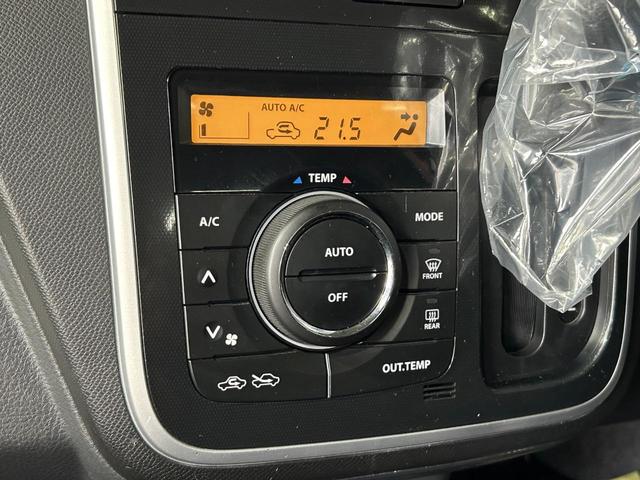 AUTO A/C
21.5
TEMP
A/C
MODE
AUTO
OFF
FRONT
REAR
OUT.TEMP